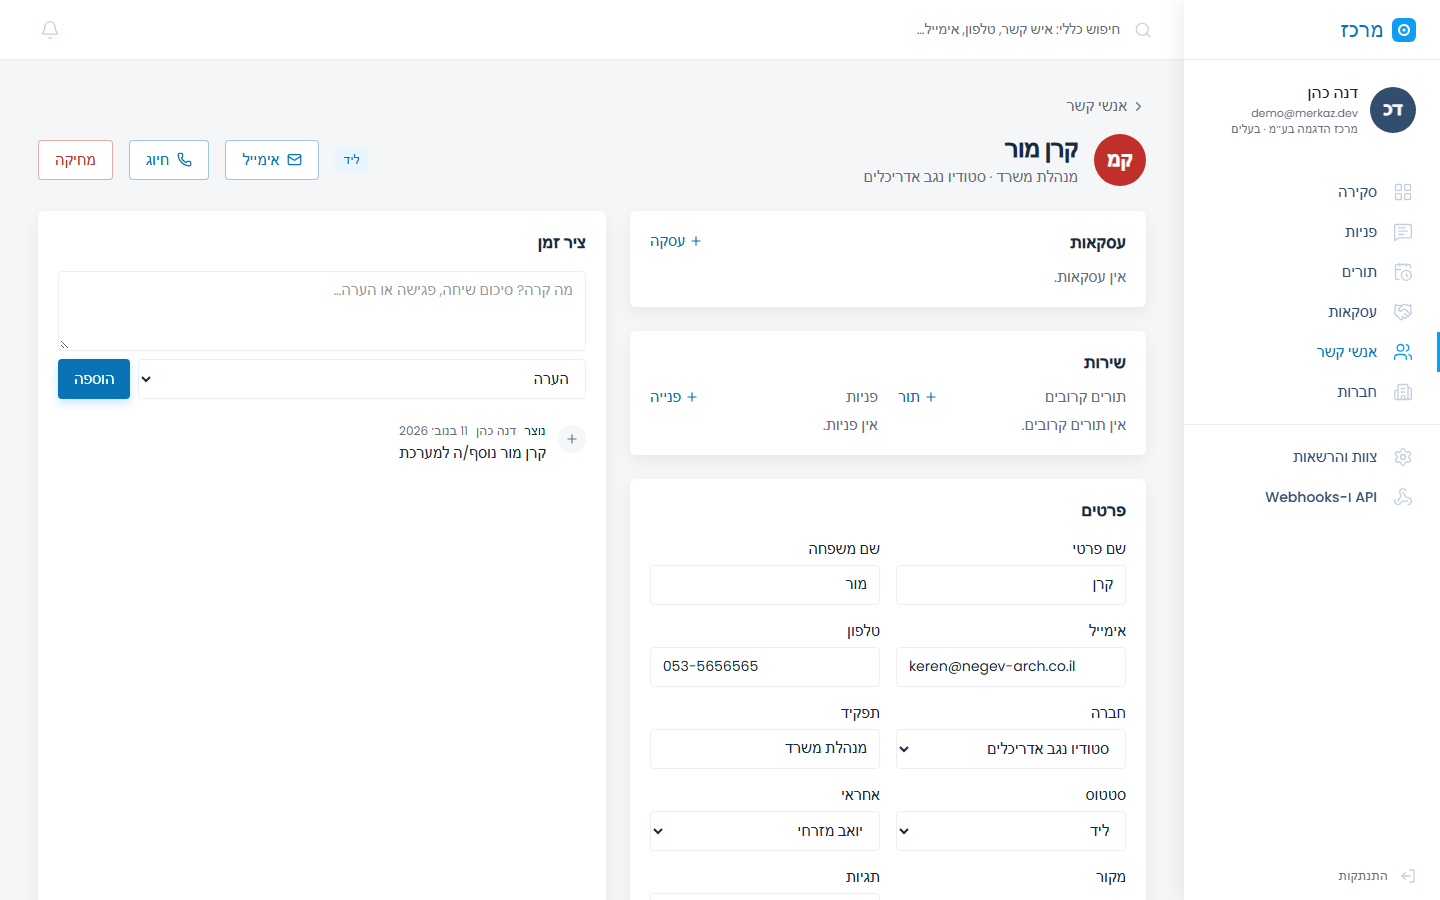 מרכז
דנה כהן
דכ
demo@merkaz.dev
מרכז הדגמה בע״מ · בעלים
סקירה
פניות
תורים
עסקאות
אנשי קשר
חברות
צוות והרשאות
API ו-Webhooks
התנתקות
חיפוש כללי: איש קשר, טלפון, אימייל...
אנשי קשר
קמ
קרן מור
מנהלת משרד · סטודיו נגב אדריכלים
ליד
אימייל
חיוג
מחיקה
עסקאות
+ עסקה
אין עסקאות.
שירות
תורים קרובים
+ תור
פניות
+ פנייה
אין תורים קרובים.
אין פניות.
פרטים
שם פרטי
שם משפחה
קרן
מור
אימייל
טלפון
keren@negev-arch.co.il
053-5656565
חברה
תפקיד
סטודיו נגב אדריכלים
מנהלת משרד
סטטוס
אחראי
ליד
יואב מזרחי
מקור
תגיות
ציר זמן
מה קרה? סיכום שיחה, פגישה או הערה...
הערה
הוספה
נוצר דנה כהן 11 בנוב׳ 2026
קרן מור נוסף/ה למערכת